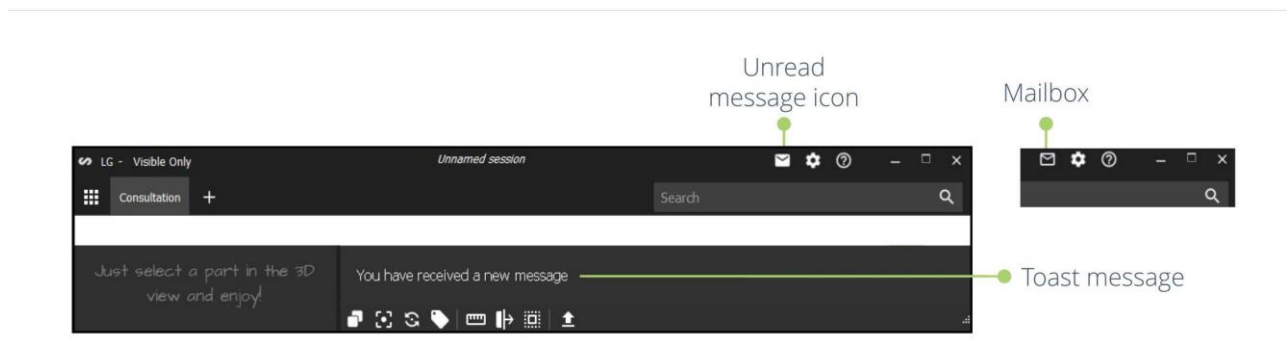 Unread
message icon
Mailbox
LG - Visible Only
Unnamed session
Consultation
Search
Just select a part in the 3D
view and enjoy!
You have received a new message
Toast message